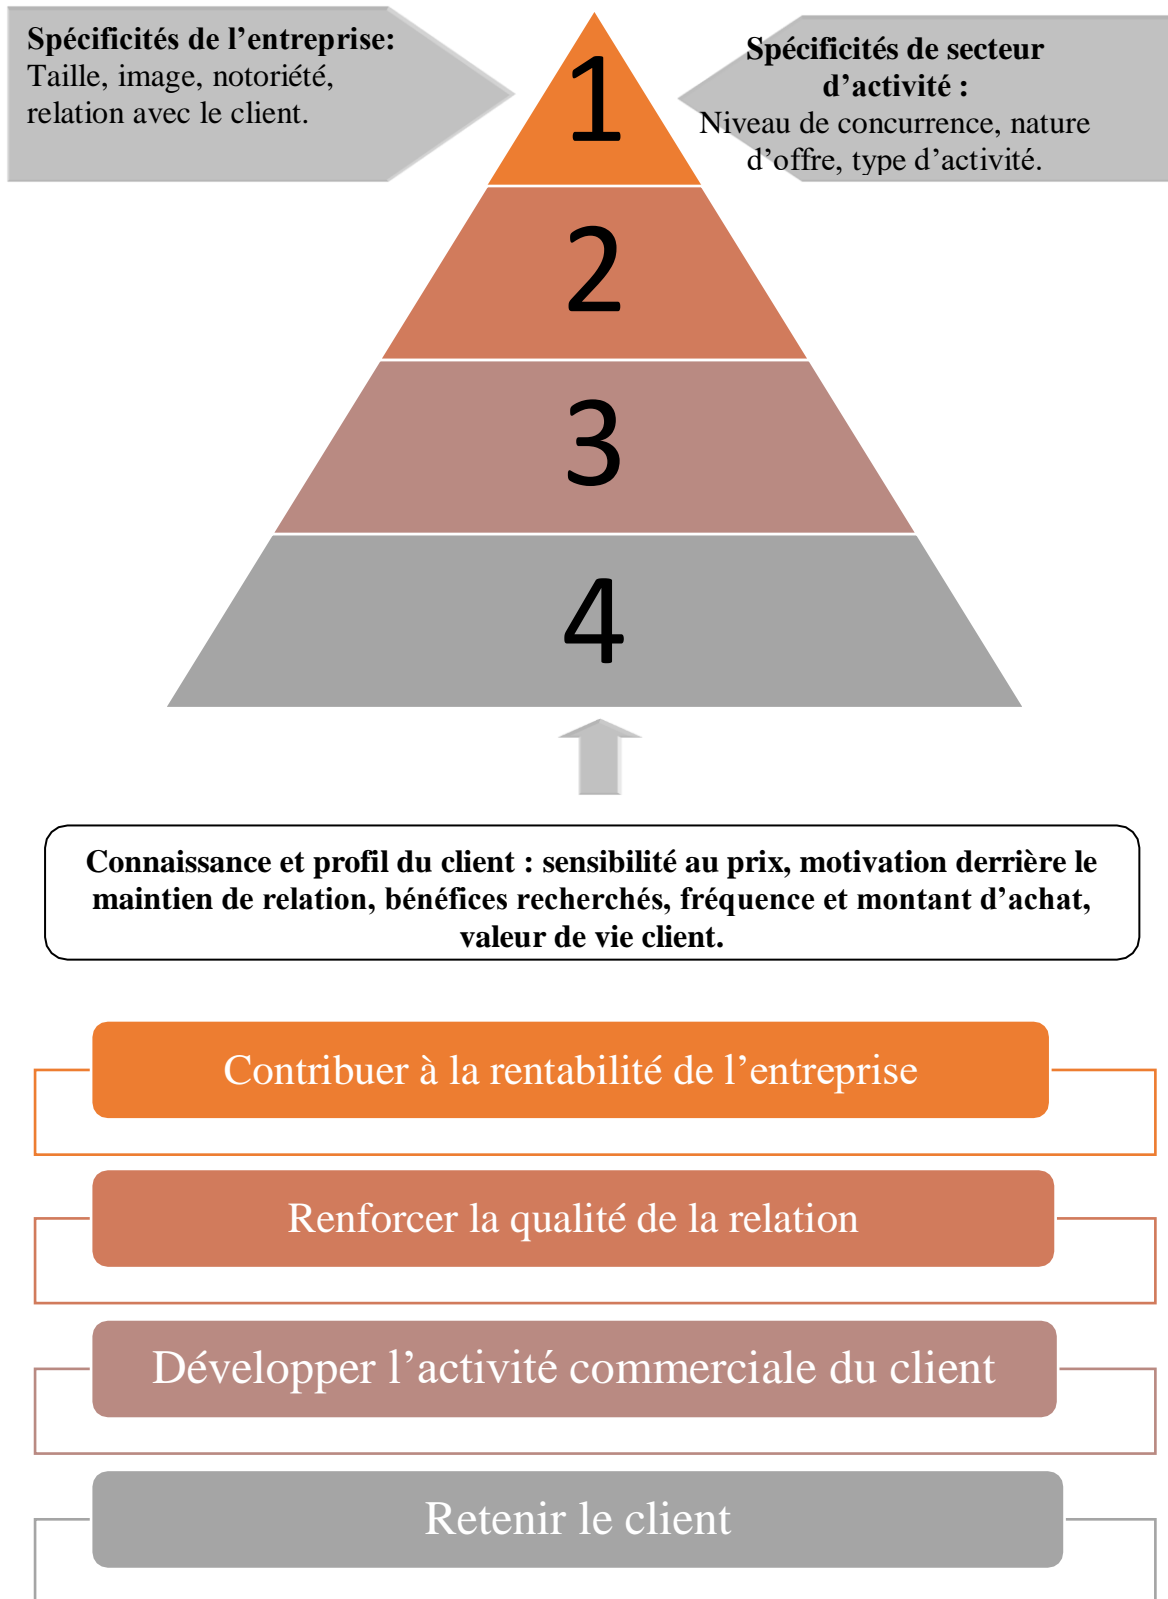 Spécificités de l’entreprise:
Taille, image, notoriété,
relation avec le client.
1
Spécificités de secteur
d’activité :
Niveau de concurrence, nature
d’offre, type d’activité.
2
3
4
Connaissance et profil du client : sensibilité au prix, motivation derrière le
maintien de relation, bénéfices recherchés, fréquence et montant d’achat,
valeur de vie client.
Contribuer à la rentabilité de l’entreprise
Renforcer la qualité de la relation
Développer l’activité commerciale du client
Retenir le client